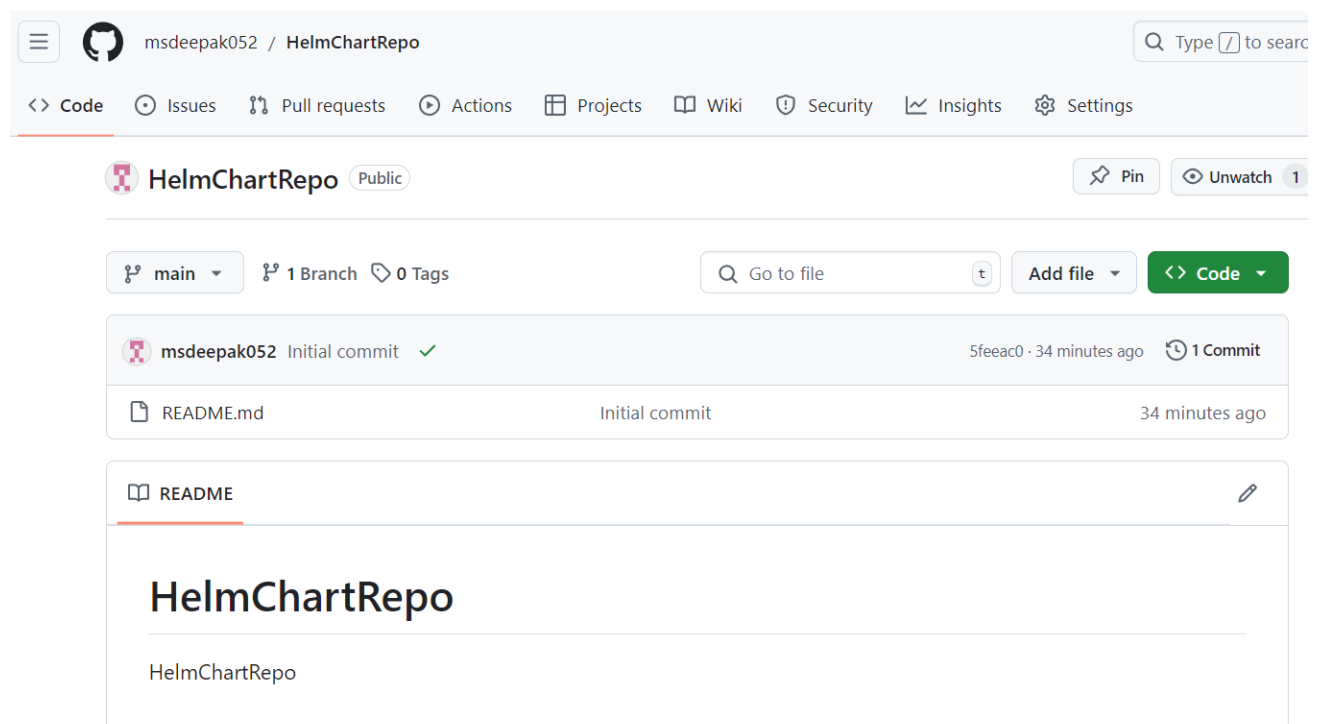 msdeepak052 / HelmChartRepo
Type / to searc
Code Issues Pull requests Actions Projects Wiki Security Insights Settings
HelmChartRepo Public
Pin Unwatch 1
main 1 Branch 0 Tags Go to file t Add file Code
msdeepak052 Initial commit 5feeac0 · 34 minutes ago 1 Commit
README.md Initial commit 34 minutes ago
README
HelmChartRepo
HelmChartRepo